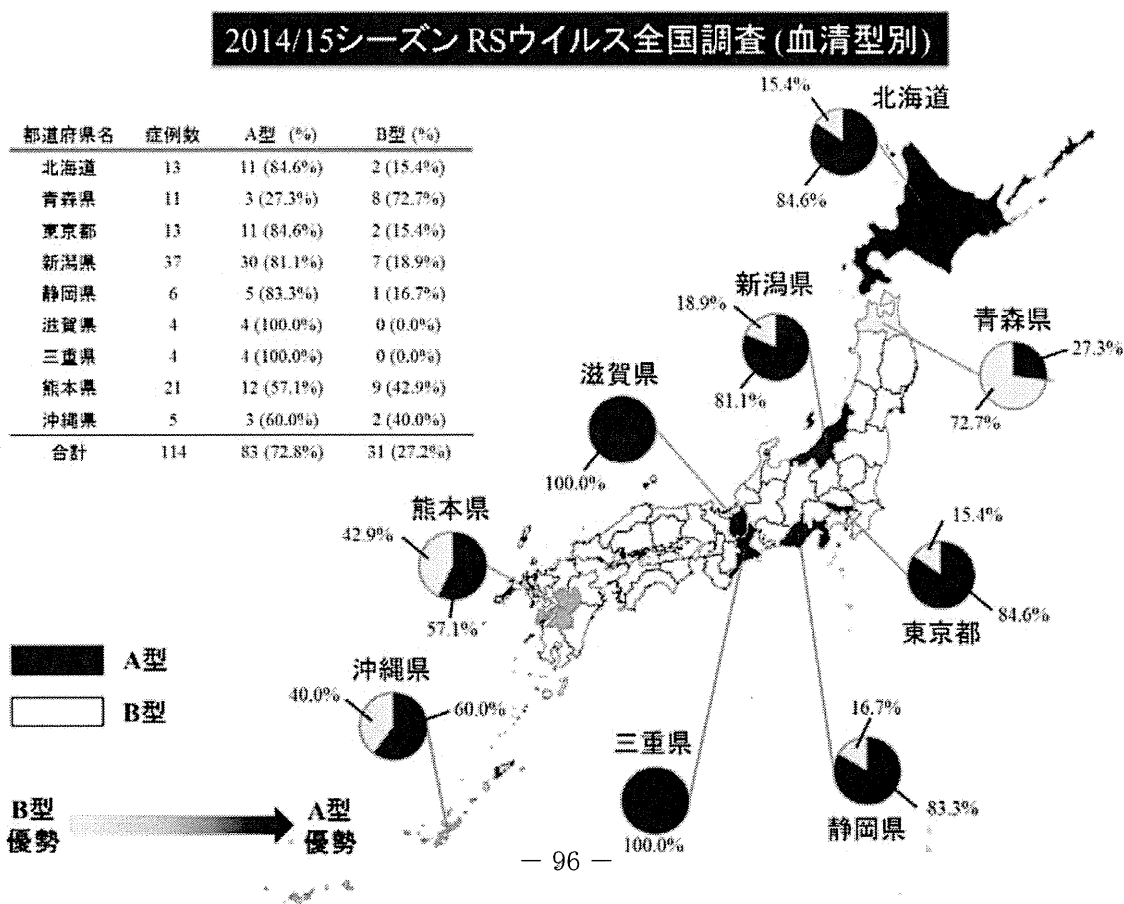 2014/15シーズン RSウイルス全国調査 (血清型別)
都道府県名 症例数 A型 (%) B型 (%)
北海道 13 11 (84.6%) 2 (15.4%)
青森県 11 3 (27.3%) 8 (72.7%)
東京都 13 11 (84.6%) 2 (15.4%)
新潟県 37 30 (81.1%) 7 (18.9%)
静岡県 6 5 (83.3%) 1 (16.7%)
滋賀県 4 4 (100.0%) 0 (0.0%)
三重県 4 4 (100.0%) 0 (0.0%)
熊本県 21 12 (57.1%) 9 (42.9%)
沖縄県 5 3 (60.0%) 2 (40.0%)
合計 114 83 (72.8%) 31 (27.2%)
15.4%
北海道
84.6%
新潟県
18.9%
81.1%
青森県
27.3%
72.7%
滋賀県
100.0%
熊本県
42.9%
57.1%
15.4%
84.6%
東京都
沖縄県
40.0%
60.0%
三重県
100.0%
16.7%
83.3%
静岡県
A型
B型
B型
優勢
A型
優勢
- 96 -